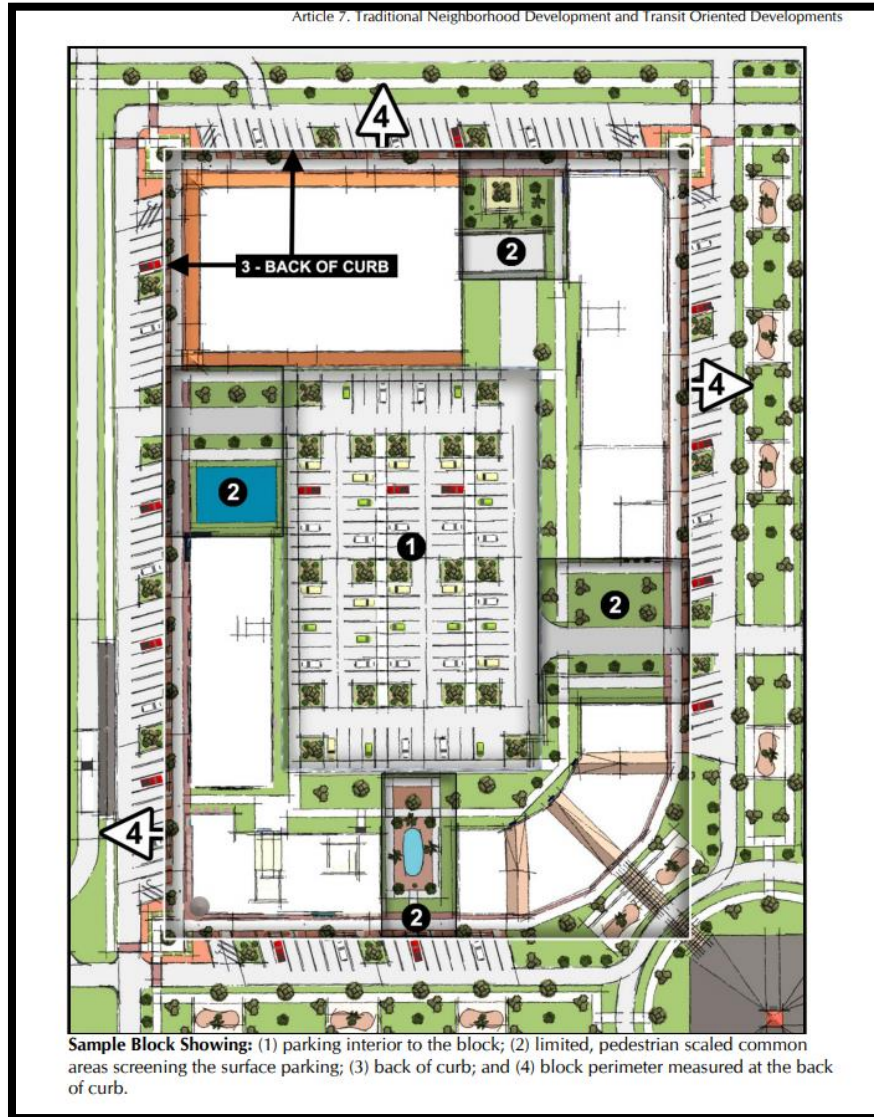 Article 7. Traditional Neighborhood Development and Transit Oriented Developments
4
2
3 - BACK OF CURB
4
2
1
2
4
2
Sample Block Showing: (1) parking interior to the block; (2) limited, pedestrian scaled common
areas screening the surface parking; (3) back of curb; and (4) block perimeter measured at the back
of curb.